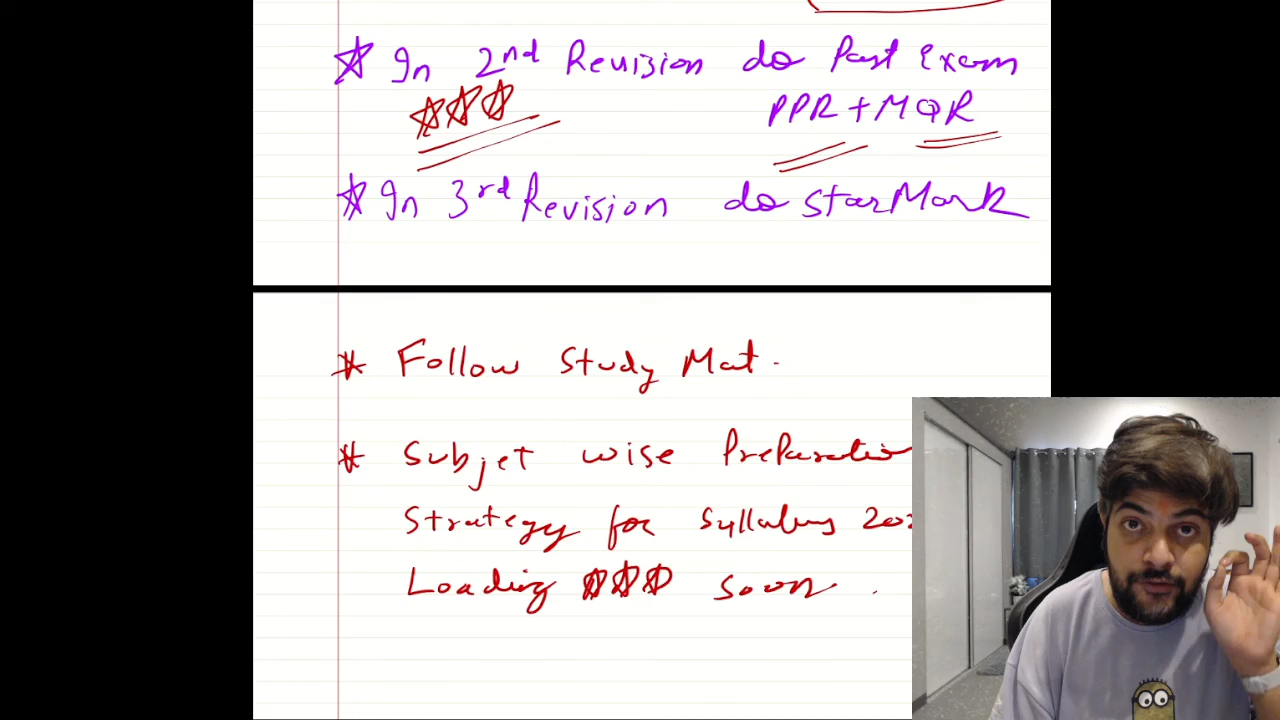 In 2nd Revision do Past Exam
PPR + MQR
In 3rd Revision do StarMark
* Follow Study Mat.
* Subjet wise Preparation
Strategy for Syllabus
Loading soon.